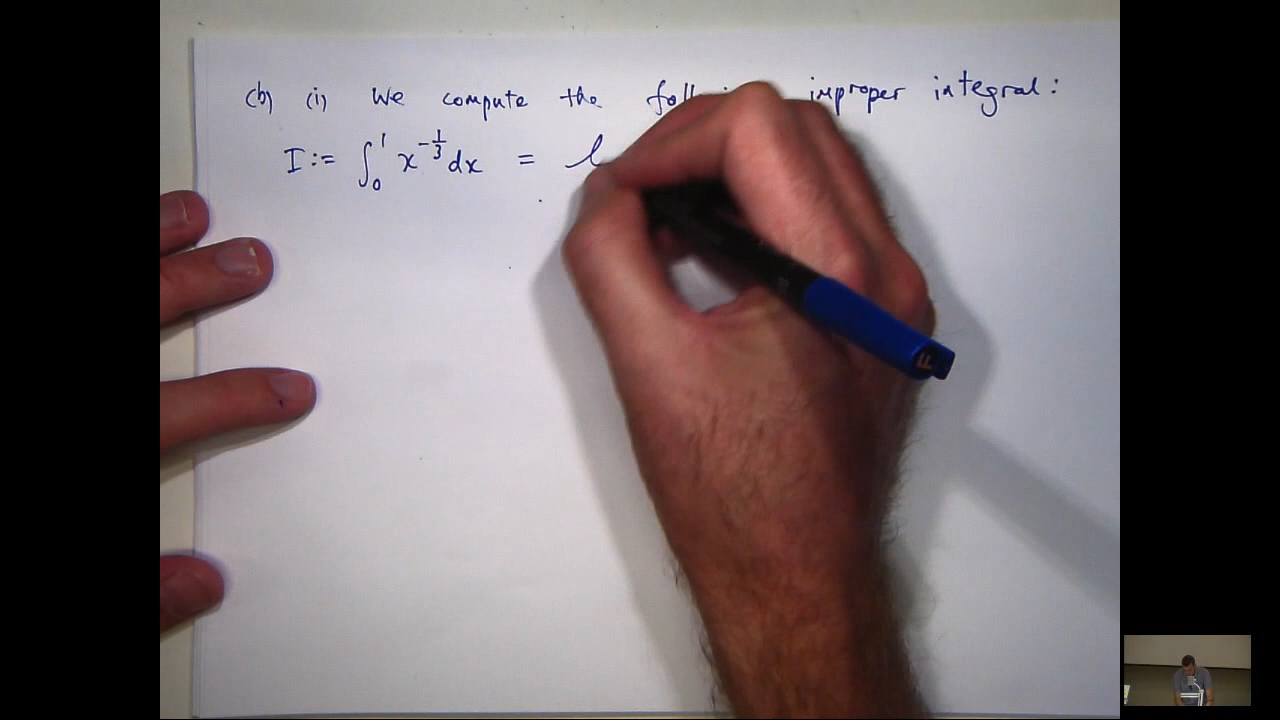 (b) (i) We compute the improper integral:
I := ∫₀¹ x^{-1/3} dx = l
F